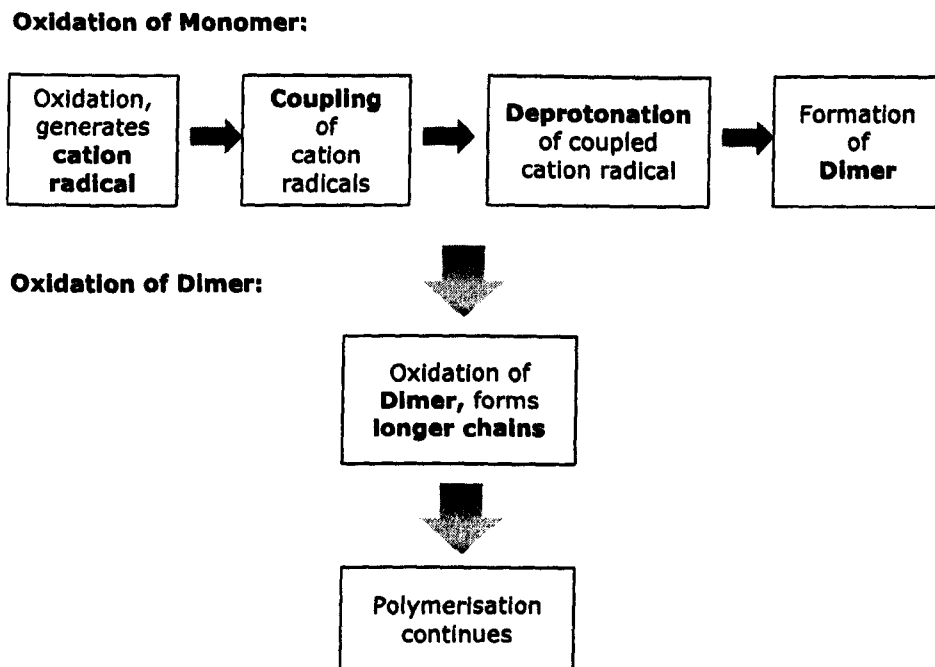 Oxidation of Monomer:
Oxidation,
generates
cation
radical
Coupling
of
cation
radicals
Deprotonation
of coupled
cation radical
Formation
of
Dimer
Oxidation of Dimer:
Oxidation of
Dimer, forms
longer chains
Polymerisation
continues